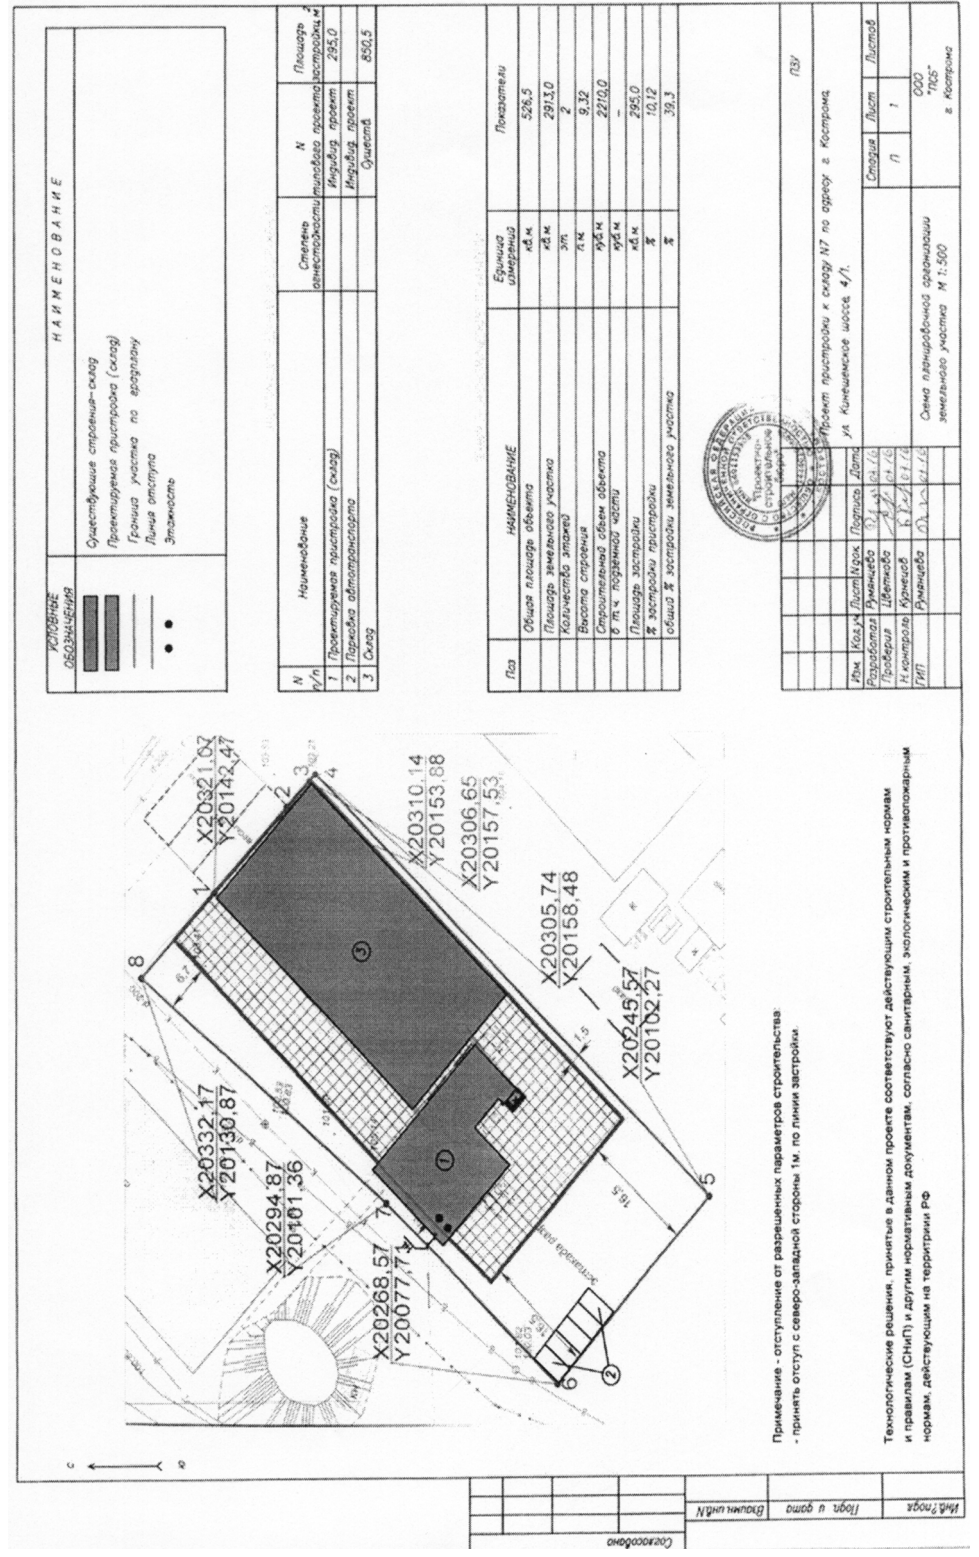 УСЛОВНЫЕ ОБОЗНАЧЕНИЯ
НАИМЕНОВАНИЕ
Существующие строения-склад
Проектируемая пристройка (склад)
Граница участка по градплану
Линия отступа
Этажность
N п/п Наименование Степень огнестойкости N типового проекта Площадь застройки,м2
1 Проектируемая пристройка (склад) Индивид. проект 295,0
2 Парковка автотранспорта Индивид. проект
3 Склад Существ. 850,5
Поз НАИМЕНОВАНИЕ Единица измерений Показатели
Общая площадь объекта кв.м 526,5
Площадь земельного участка кв.м 2913,0
Количество этажей эт. 2
Высота строения п.м 9,32
Строительный объем объекта куб.м 2210,0
в т.ч. подземной части куб.м –
Площадь застройки кв.м 295,0
% застройки пристройки % 10,12
общий % застройки земельного участка % 39,3
ПЗУ
Проект пристройки к складу N7 по адресу: г. Кострома,
ул. Кинешемское шоссе, 4/1.
Изм. Кол.уч Лист Nдок. Подпись Дата
Разработал Румянцева
Проверил Цветкова
Н.контроль Кузнецов
ГИП Румянцева
Стадия Лист Листов
П 1
Схема планировочной организации
земельного участка М 1:500
ООО
"ПСБ"
г. Кострома
"Проектно-
строительное
бюро"
с
ю
8
1
2
3
4
5
6
7
X20321,07
Y20142,47
X20310,14
Y20153,88
X20306,65
Y20157,53
X20305,74
Y20158,48
X20245,57
Y20102,27
X20332,17
Y20130,87
X20294,87
Y20101,36
X20268,57
Y20077,71
6,7
1,5
16,5
1
2
3
Примечание - отступление от разрешенных параметров строительства:
- принять отступ с северо-западной стороны 1м. по линии застройки.
Технологические решения, принятые в данном проекте соответствуют действующим строительным нормам
и правилам (СНиП) и другим нормативным документам, согласно санитарным, экологическим и противопожарным
нормам, действующим на территрии РФ
Согласовано
Взаимн.инв.N
Подп. и дата
Инв.?подл.